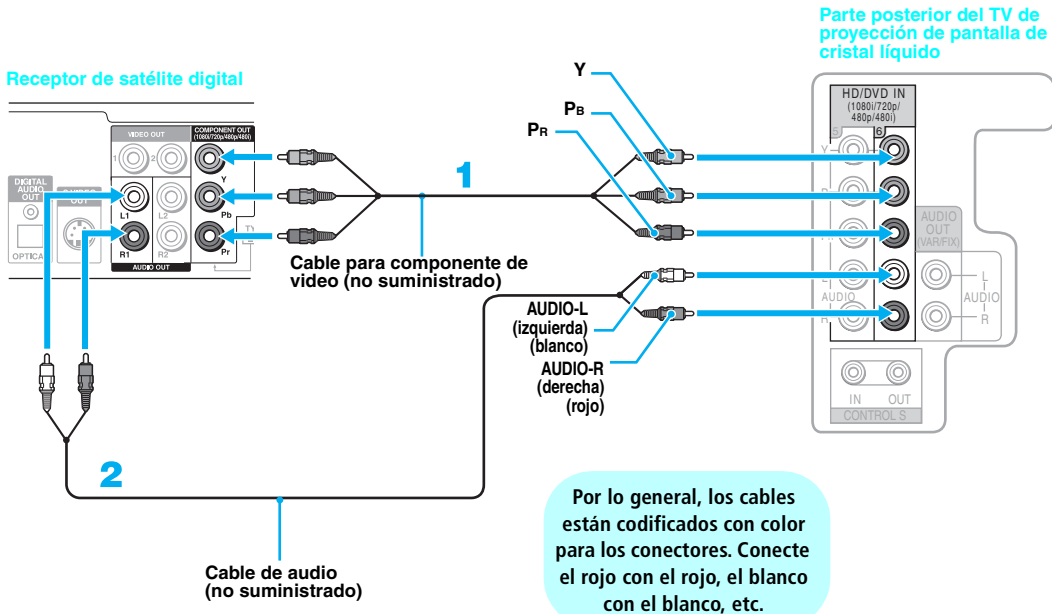 Parte posterior del TV de
proyección de pantalla de
cristal líquido
Receptor de satélite digital
Y
PB
PR
HD/DVD IN
(1080i/720p/
480p/480i)
5
6
Y
VIDEO OUT
COMPONENT OUT
(1080i/720p/480p/480i)
1
2
Y
Pb
Pr
DIGITAL
AUDIO
OUT
OUT
OPTICAL
L1
L2
R1
R2
AUDIO OUT
TV
1
Cable para componente de
video (no suministrado)
AUDIO-L
(izquierda)
(blanco)
AUDIO-R
(derecha)
(rojo)
L
AUDIO
R
AUDIO
OUT
(VAR/FIX)
L
AUDIO
R
IN
OUT
CONTROL S
2
Cable de audio
(no suministrado)
Por lo general, los cables
están codificados con color
para los conectores. Conecte
el rojo con el rojo, el blanco
con el blanco, etc.